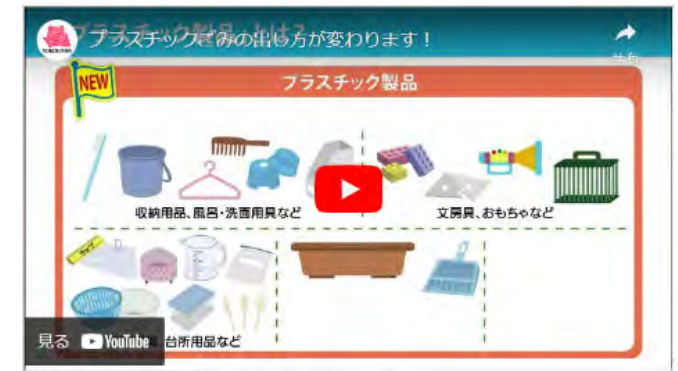 プラスチックごみの出し方が変わります！
共有
NEW
プラスチック製品
収納用品、風呂・洗面用具など
文房具、おもちゃなど
ラップ
見る YouTube
、台所用品など